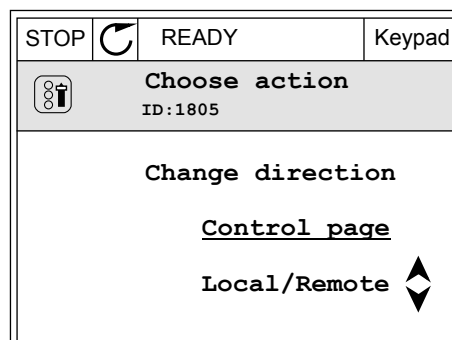 STOP READY Keypad
Choose action
ID:1805
Change direction
Control page
Local/Remote